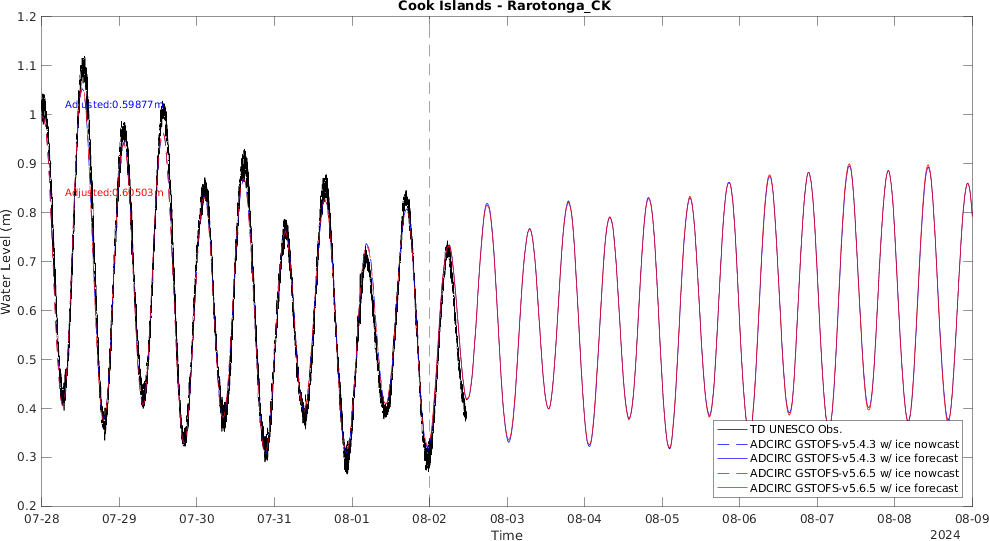 Cook Islands - Rarotonga_CK
1.2
1.1
1
0.9
0.8
0.7
0.6
0.5
0.4
0.3
0.2
Water Level (m)
Adjusted:0.59877m
Adjusted:0.60503m
TD UNESCO Obs.
ADCIRC GSTOFS-v5.4.3 w/ ice nowcast
ADCIRC GSTOFS-v5.4.3 w/ ice forecast
ADCIRC GSTOFS-v5.6.5 w/ ice nowcast
ADCIRC GSTOFS-v5.6.5 w/ ice forecast
07-28 07-29 07-30 07-31 08-01 08-02 08-03 08-04 08-05 08-06 08-07 08-08 08-09
Time
2024